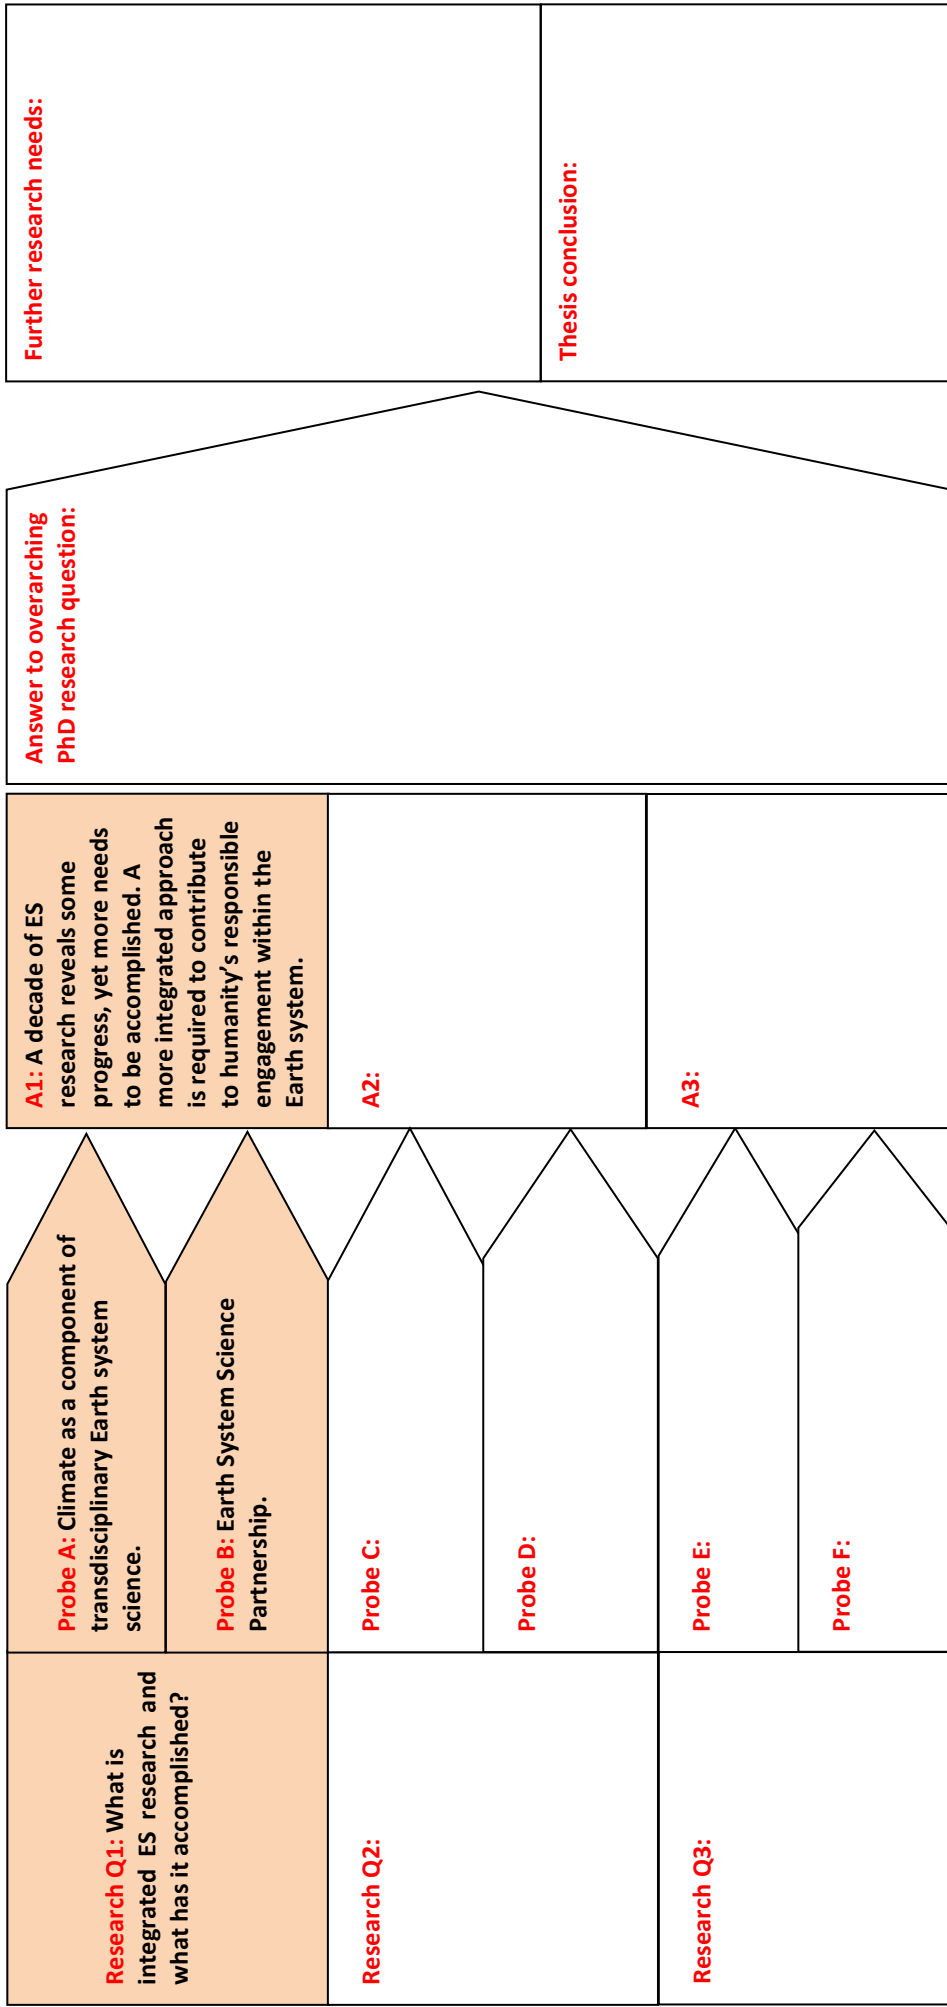 Research Q1: What is
integrated ES research and
what has it accomplished?
Probe A: Climate as a component of
transdisciplinary Earth system
science.
Probe B: Earth System Science
Partnership.
A1: A decade of ES
research reveals some
progress, yet more needs
to be accomplished. A
more integrated approach
is required to contribute
to humanity’s responsible
engagement within the
Earth system.
Research Q2:
Probe C:
Probe D:
A2:
Research Q3:
Probe E:
Probe F:
A3:
Answer to overarching
PhD research question:
Further research needs:
Thesis conclusion: